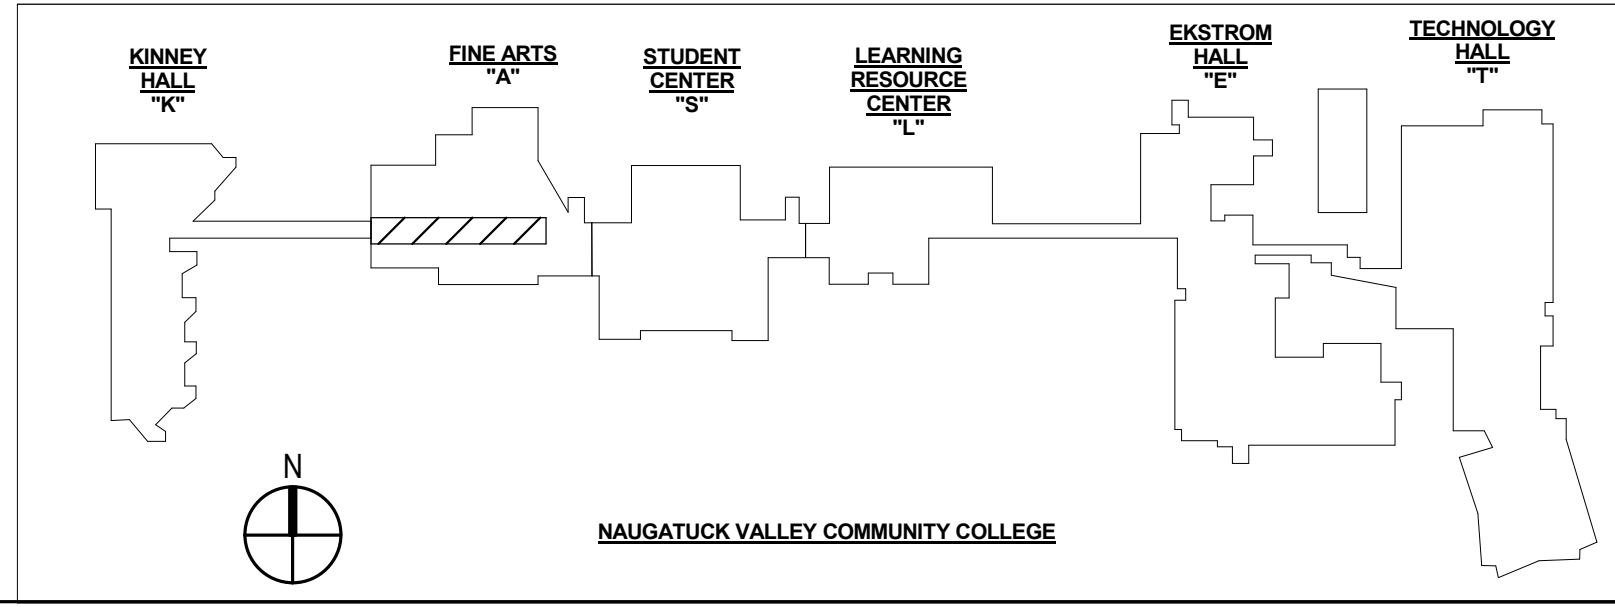 KINNEY
HALL
"K"
FINE ARTS
"A"
STUDENT
CENTER
"S"
LEARNING
RESOURCE
CENTER
"L"
EKSTROM
HALL
"E"
TECHNOLOGY
HALL
"T"
N
NAUGATUCK VALLEY COMMUNITY COLLEGE